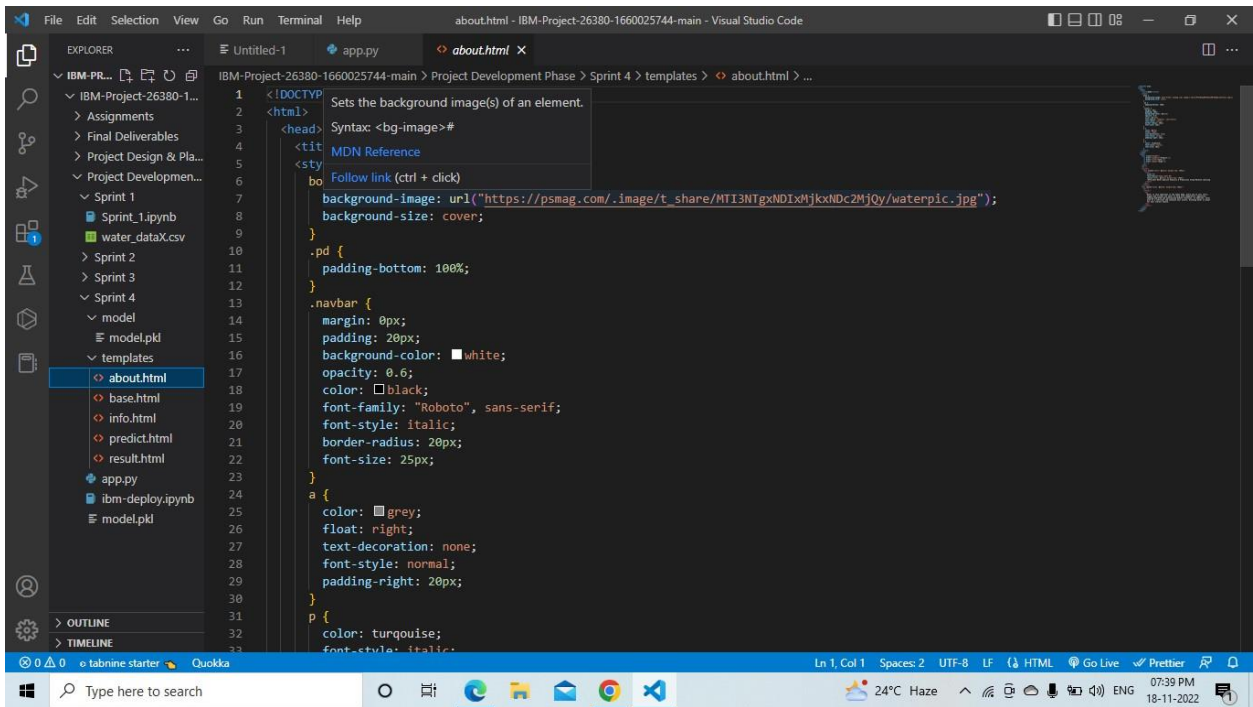 File Edit Selection View Go Run Terminal Help
about.html - IBM-Project-26380-1660025744-main - Visual Studio Code
EXPLORER
Untitled-1
app.py
about.html
IBM-PR...
IBM-Project-26380-1...
Assignments
Final Deliverables
Project Design & Pla...
Project Developmen...
Sprint 1
Sprint_1.ipynb
water_dataX.csv
Sprint 2
Sprint 3
Sprint 4
model
model.pkl
templates
about.html
base.html
info.html
predict.html
result.html
app.py
ibm-deploy.ipynb
model.pkl
OUTLINE
TIMELINE
IBM-Project-26380-1660025744-main > Project Development Phase > Sprint 4 > templates > about.html > ...
Sets the background image(s) of an element.
Syntax: <bg-image>#
MDN Reference
Follow link (ctrl + click)
1 <!DOCTYP
2 <html>
3 <head>
4 <tit
5 <sty
6 bo
7 background-image: url("https://psmag.com/.image/t_share/MTI3NTgxNDIxMjkxNDc2MjQy/waterpic.jpg");
8 background-size: cover;
9 }
10 .pd {
11 padding-bottom: 100%;
12 }
13 .navbar {
14 margin: 0px;
15 padding: 20px;
16 background-color: white;
17 opacity: 0.6;
18 color: black;
19 font-family: "Roboto", sans-serif;
20 font-style: italic;
21 border-radius: 20px;
22 font-size: 25px;
23 }
24 a {
25 color: grey;
26 float: right;
27 text-decoration: none;
28 font-style: normal;
29 padding-right: 20px;
30 }
31 p {
32 color: turqouise;
33 font-style: italic;
0 0 tabnine starter Quokka
Ln 1, Col 1 Spaces: 2 UTF-8 LF HTML Go Live Prettier
Type here to search
24°C Haze
ENG
07:39 PM
18-11-2022